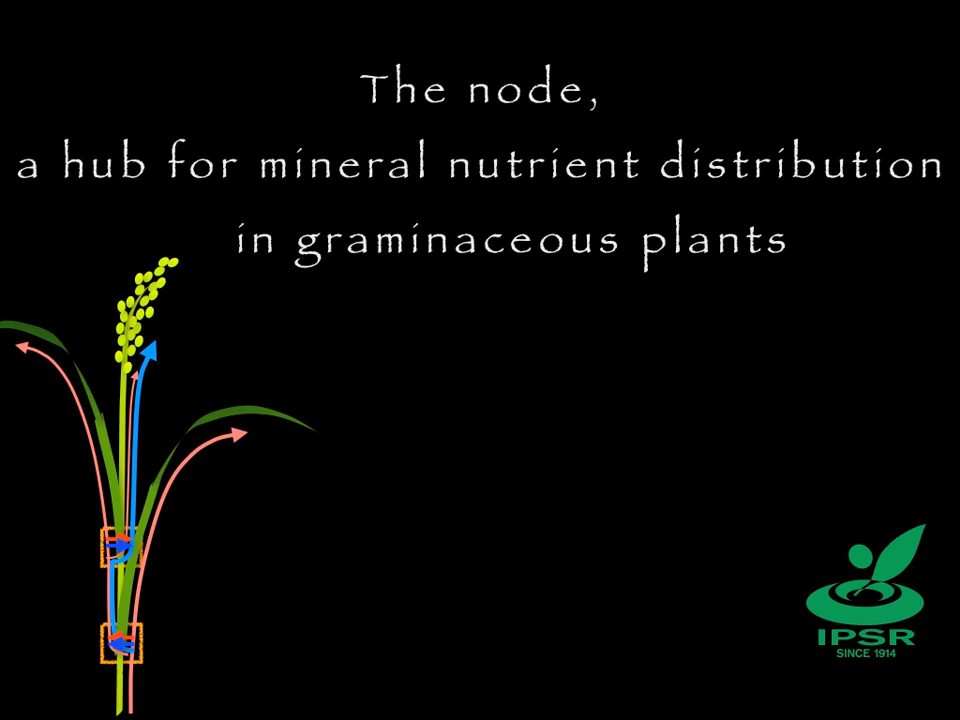 The node,
a hub for mineral nutrient distribution
in graminaceous plants
IPSR
SINCE 1914